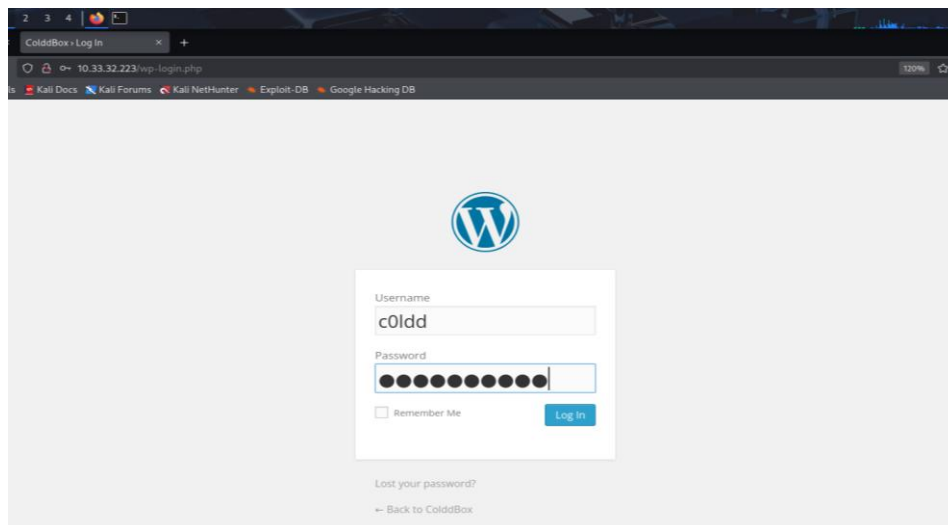 2 3 4
ColddBox › Log In × +
10.33.32.223/wp-login.php 120%
ls Kali Docs Kali Forums Kali NetHunter Exploit-DB Google Hacking DB
W
Username
c0ldd
Password
●●●●●●●●●●
Remember Me Log In
Lost your password?
← Back to ColddBox